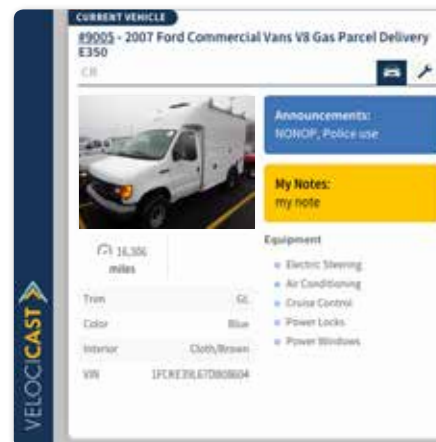 CURRENT VEHICLE
#9005 - 2007 Ford Commercial Vans V8 Gas Parcel Delivery
E350
CR
Announcements:
NONOP, Police use
My Notes:
my note
Equipment
Electric Steering
Air Conditioning
Cruise Control
Power Locks
Power Windows
16,306
miles
Trim GL
Color Blue
Interior Cloth/Brown
VIN
VELOCICAST